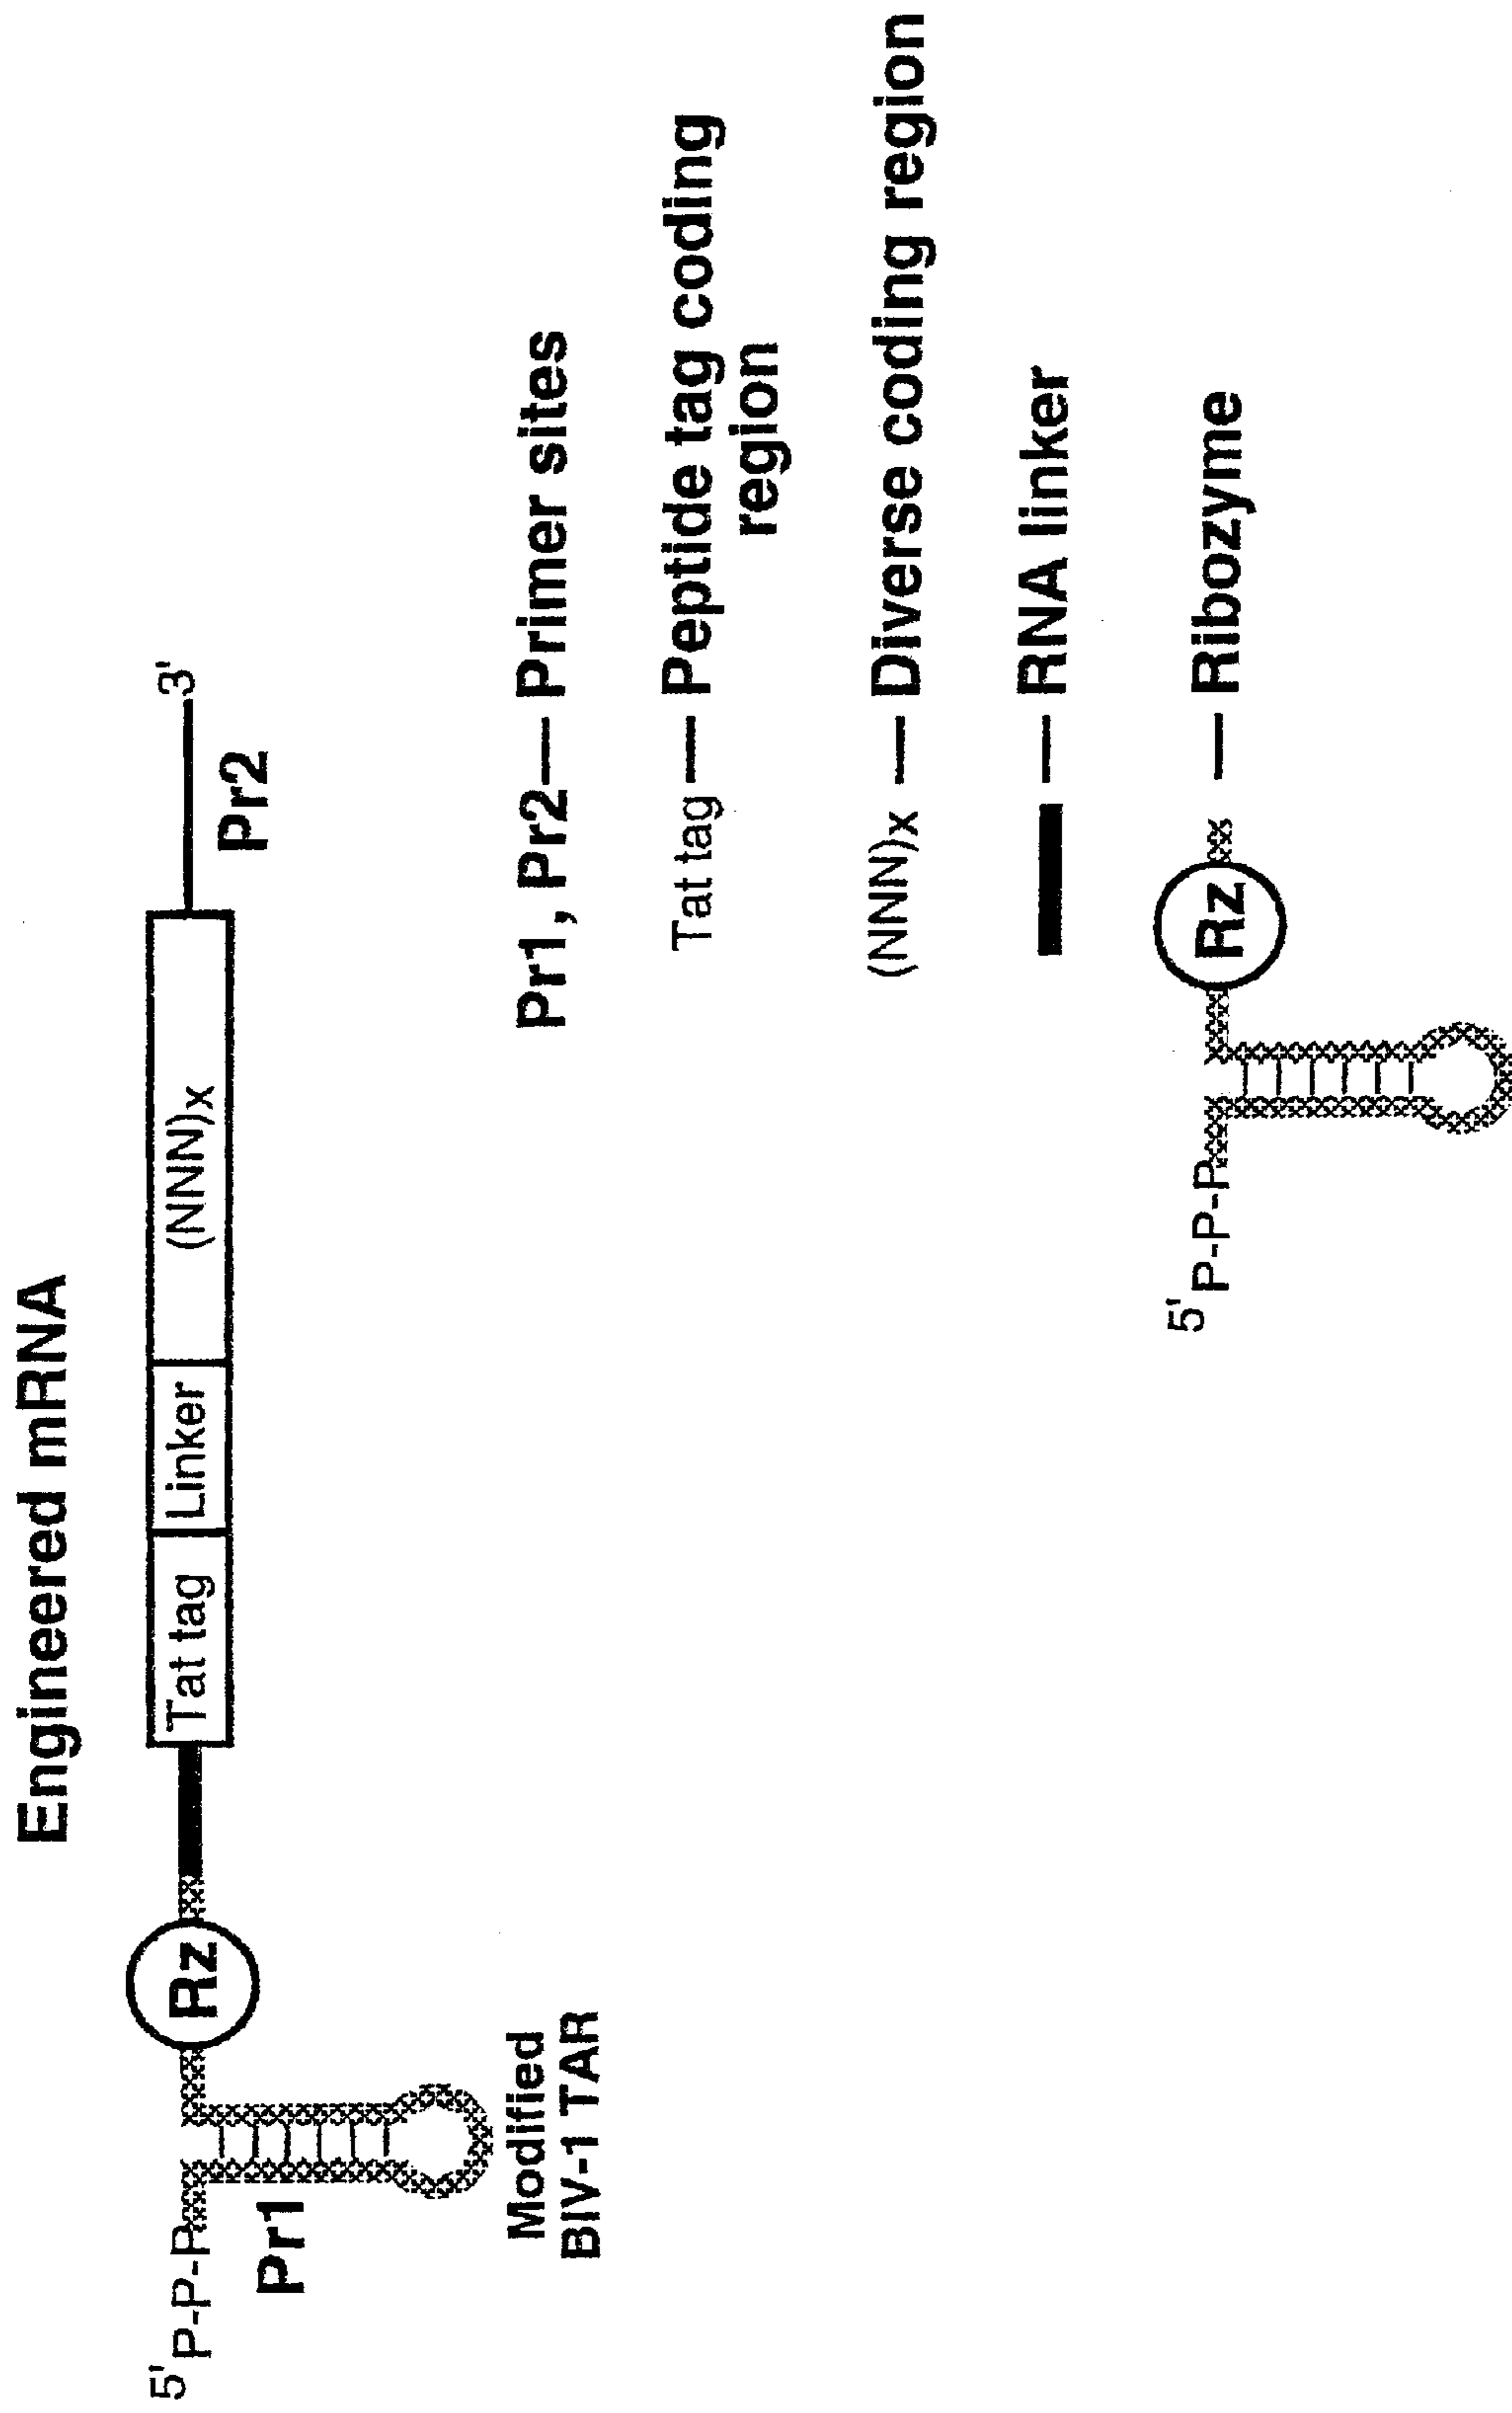 Engineered mRNA
5' P-P-P Rz Tat tag Linker (NNN)x 3'
Pr1 Pr2
Modified
BIV-1 TAR
Pr1, Pr2 — Primer sites
Tat tag — Peptide tag coding
region
(NNN)x — Diverse coding region
— RNA linker
5' P-P-P Rz — Ribozyme